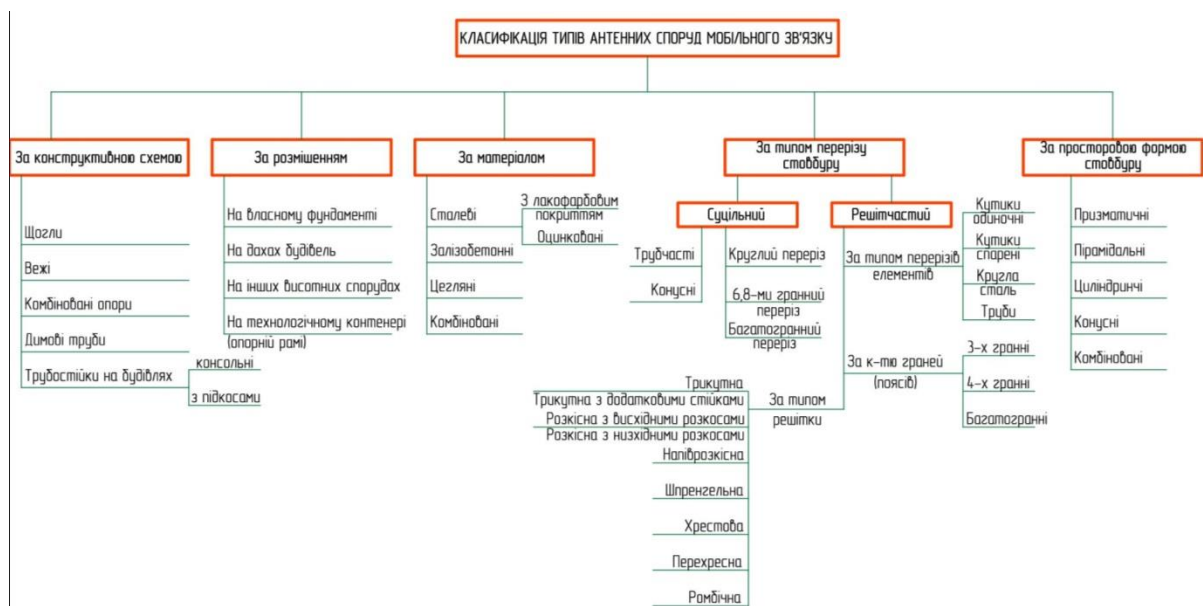 КЛАСИФІКАЦІЯ ТИПІВ АНТЕННИХ СПОРУД МОБІЛЬНОГО ЗВ'ЯЗКУ
За конструктивною схемою
Щогли
Вежі
Комбіновані опори
Димові труби
Трубостійки на будівлях
консольні
з підкосами
За розмішенням
На власному фундаменті
На дахах будівель
На інших висотних спорудах
На технологічному контенері
(опорній рамі)
За матеріалом
Сталеві
З лакофарбовим
покриттям
Оцинковані
Залізобетонні
Цегляні
Комбіновані
За типом перерізу
стовбуру
Суцільний
Трубчасті
Конусні
Круглий переріз
6,8-ми гранний
переріз
Багатогранний
переріз
Решітчастий
За типом перерізів
елементів
Кутики
одиночні
Кутики
спарені
Кругла
сталь
Труби
За к-тю граней
(поясів)
3-х гранні
4-х гранні
Багатогранні
За типом
решітки
Трикутна
Трикутна з додатковими стійками
Розкісна з висхідними розкосами
Розкісна з низхідними розкосами
Напіврозкісна
Шпренгельна
Хрестова
Перехресна
Ромбічна
За просторовою формою
стовбуру
Призматичні
Пірамідальні
Циліндричні
Конусні
Комбіновані